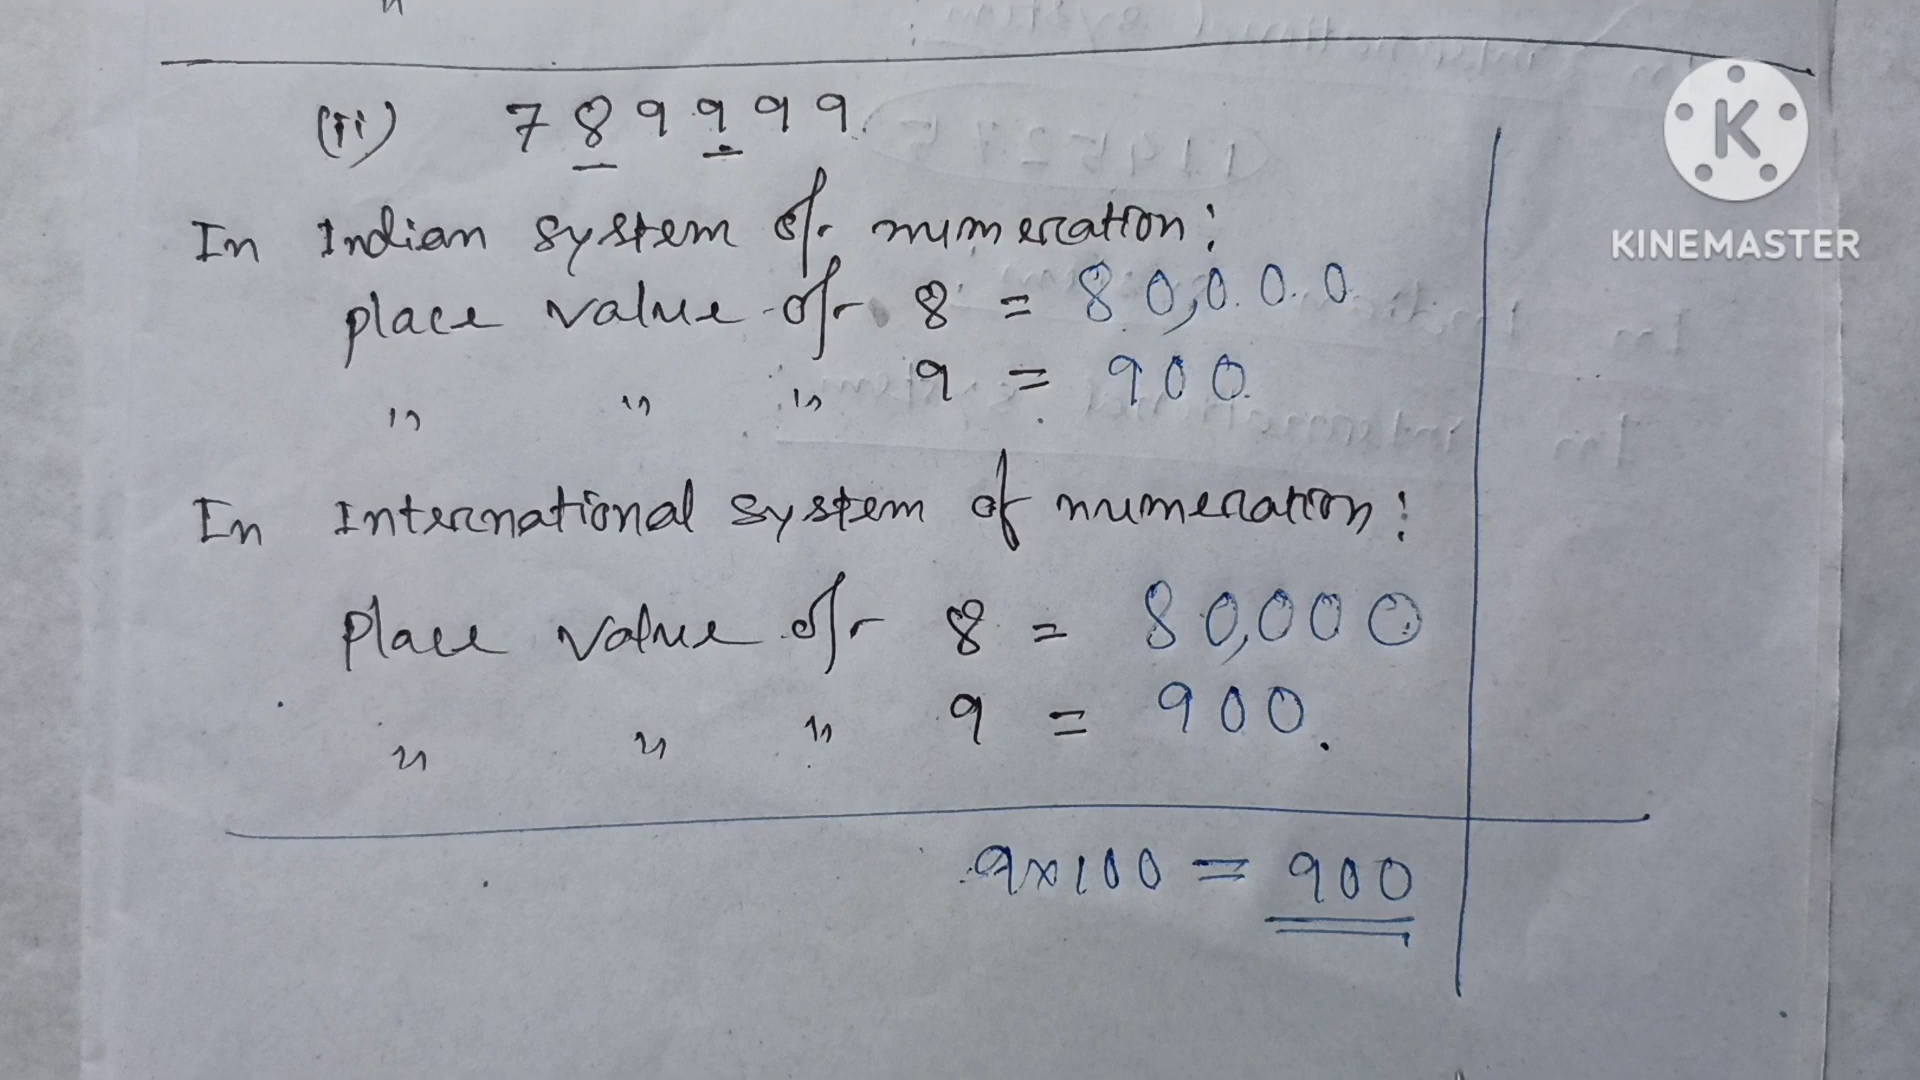 (ii) 789999
In Indian system of numeration:
place value of 8 = 80,000
" " " 9 = 900
In International system of numeration:
place value of 8 = 80,000
" " " 9 = 900.
9×100 = 900
KINEMASTER